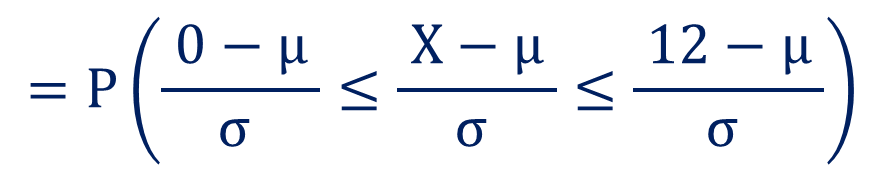 = P( (0 − μ)/σ ≤ (X − μ)/σ ≤ (12 − μ)/σ )